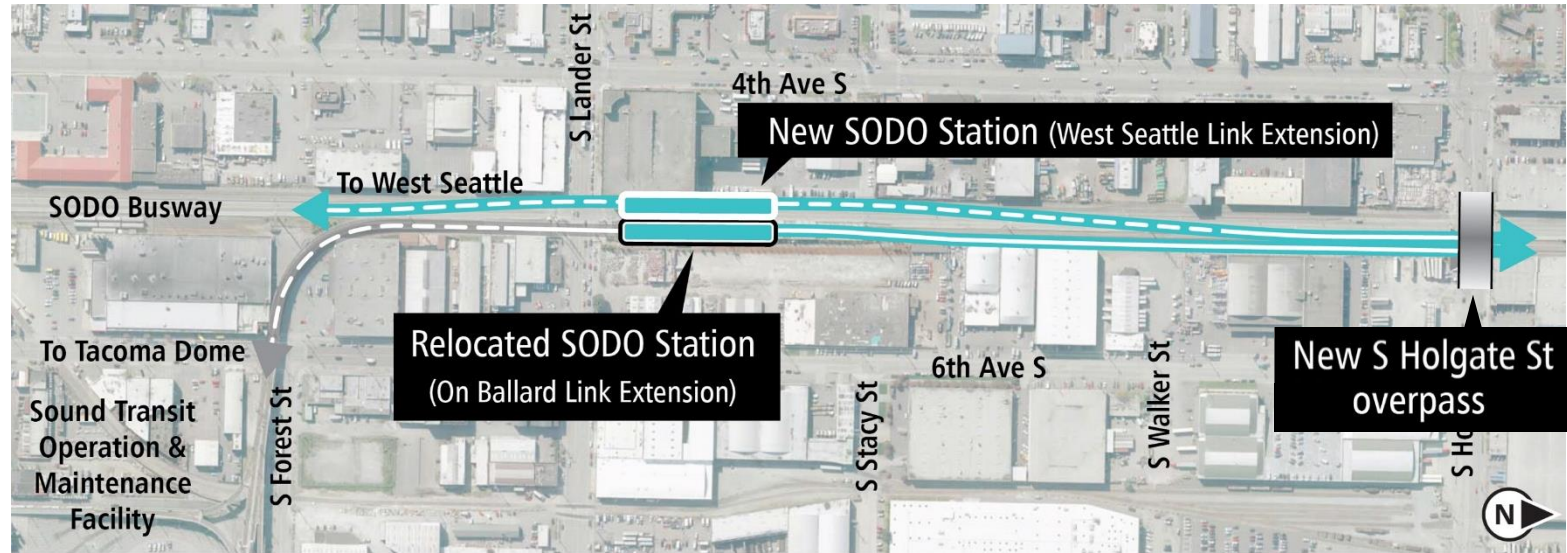 S Lander St
4th Ave S
New SODO Station (West Seattle Link Extension)
To West Seattle
SODO Busway
Relocated SODO Station
(On Ballard Link Extension)
To Tacoma Dome
Sound Transit
Operation &
Maintenance
Facility
S Forest St
6th Ave S
S Stacy St
S Walker St
New S Holgate St
overpass
S Ho
N